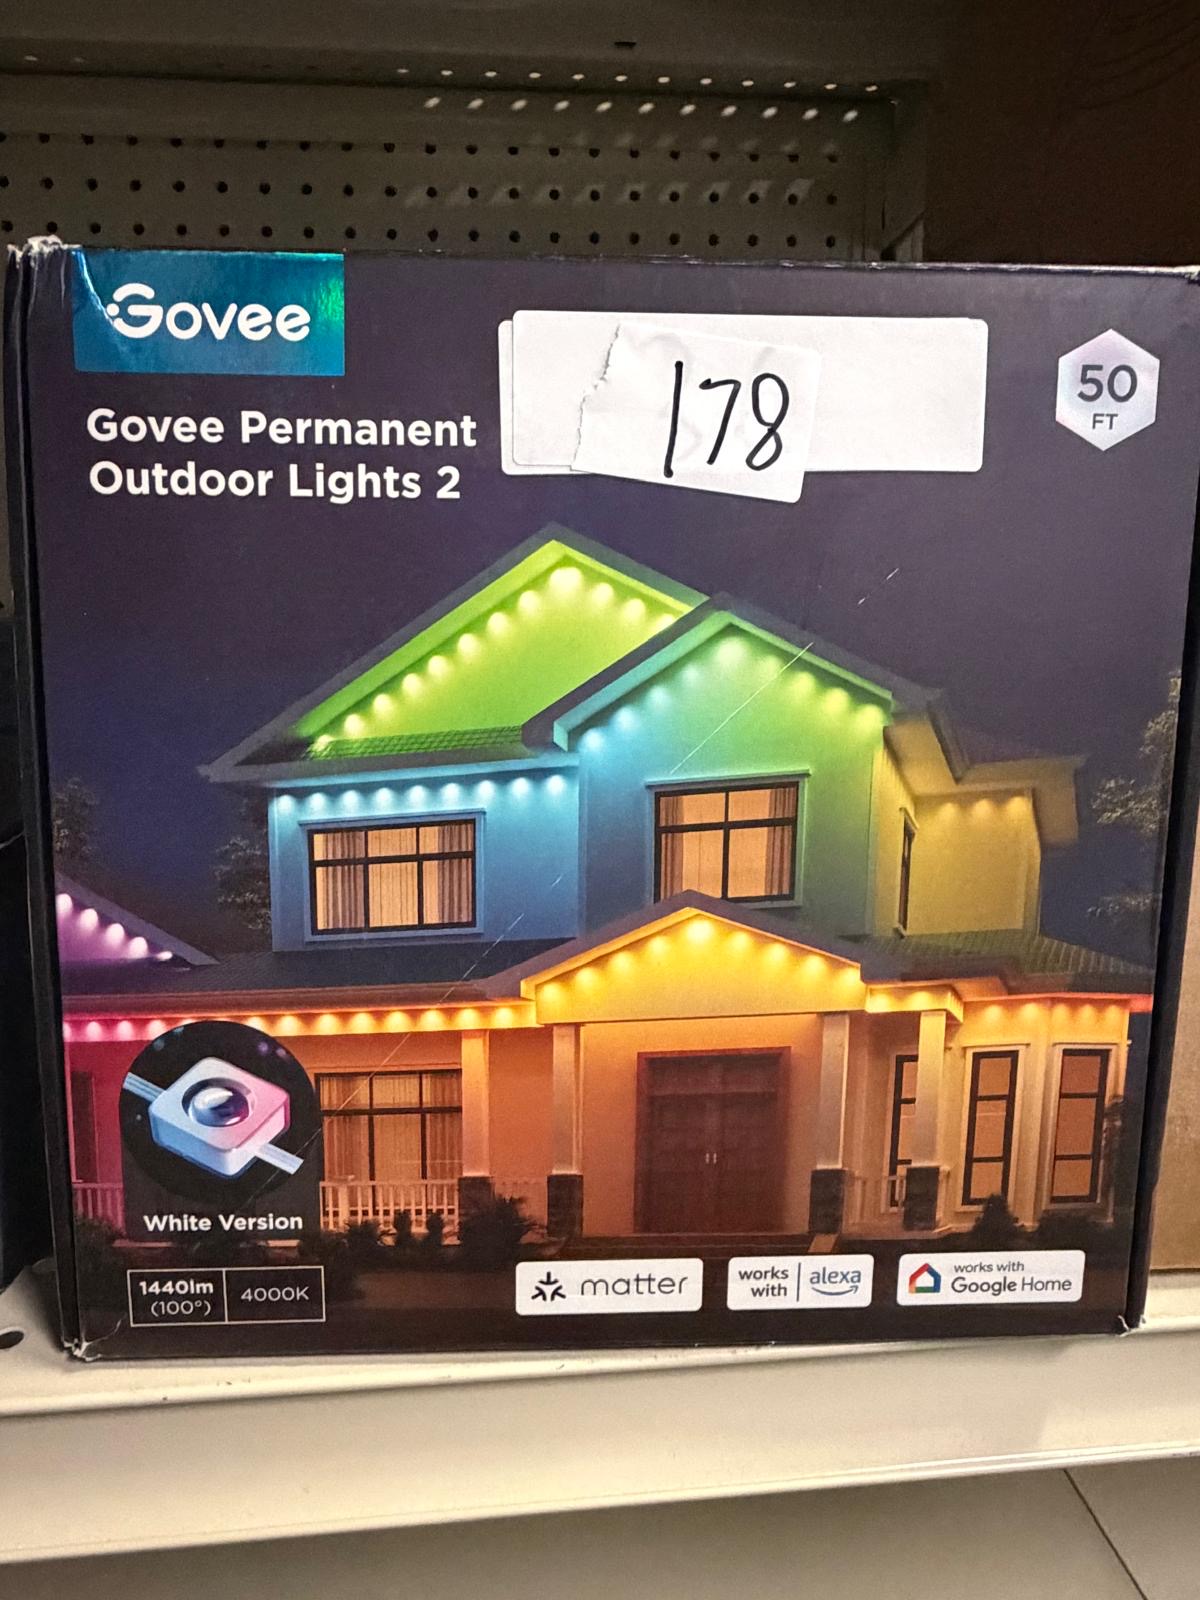 Govee
178
50
FT
Govee Permanent
Outdoor Lights 2
White Version
1440lm
(100°)
4000K
matter
works
with
alexa
works with
Google Home